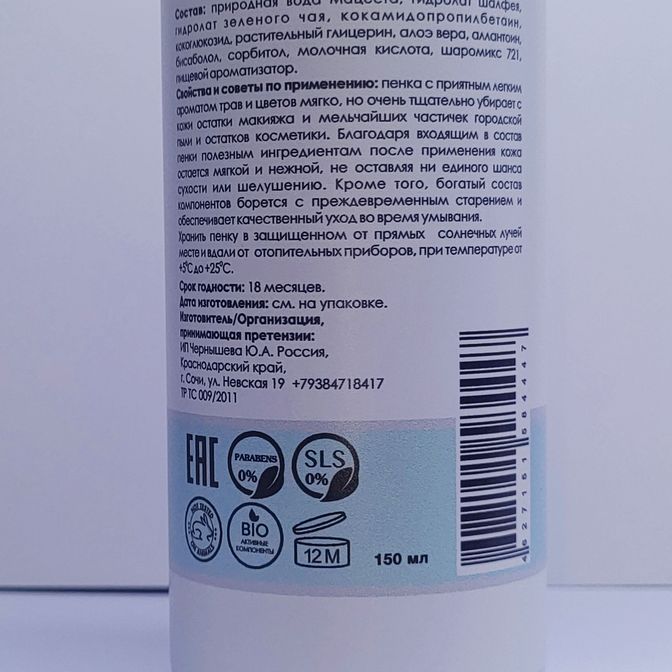 Состав: природная вода Мацеста, гидролат шалфея,
гидролат зеленого чая, кокамидопропилбетаин,
кокоглюкозид, растительный глицерин, алоэ вера, аллантоин,
бисаболол, сорбитол, молочная кислота, шаромикс 721,
пищевой ароматизатор.
Свойства и советы по применению: пенка с приятным легким
ароматом трав и цветов мягко, но очень тщательно убирает с
кожи остатки макияжа и мельчайших частичек городской
пыли и остатков косметики. Благодаря входящим в состав
пенки полезным ингредиентам после применения кожа
остается мягкой и нежной, не оставляя ни единого шанса
сухости или шелушению. Кроме того, богатый состав
компонентов борется с преждевременным старением и
обеспечивает качественный уход во время умывания.
Хранить пенку в защищенном от прямых солнечных лучей
месте и вдали от отопительных приборов, при температуре от
+5°С до +25°С.
Срок годности: 18 месяцев.
Дата изготовления: см. на упаковке.
Изготовитель/Организация,
принимающая претензии:
ИП Чернышева Ю.А. Россия,
Краснодарский край,
г. Сочи, ул. Невская 19 +79384718417
ТР ТС 009/2011
EAC
PARABENS
0%
SLS
0%
NOT TESTED
ON ANIMALS
BIO
АКТИВНЫЕ
КОМПОНЕНТЫ
12 M
150 мл
4627151584447